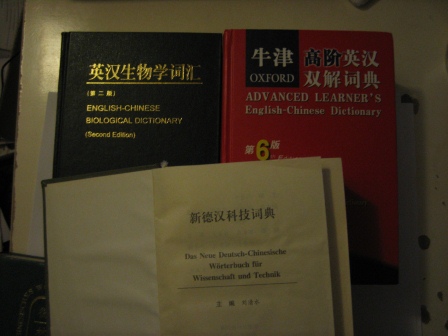 英汉生物学词汇
(第二版)
ENGLISH-CHINESE
BIOLOGICAL DICTIONARY
(Second Edition)
牛津 高阶英汉
OXFORD 双解词典
ADVANCED LEARNER'S
English-Chinese Dictionary
第6版
新德汉科技词典
Das Neue Deutsch-Chinesische
Wörterbuch für
Wissenschaft und Technik
主编